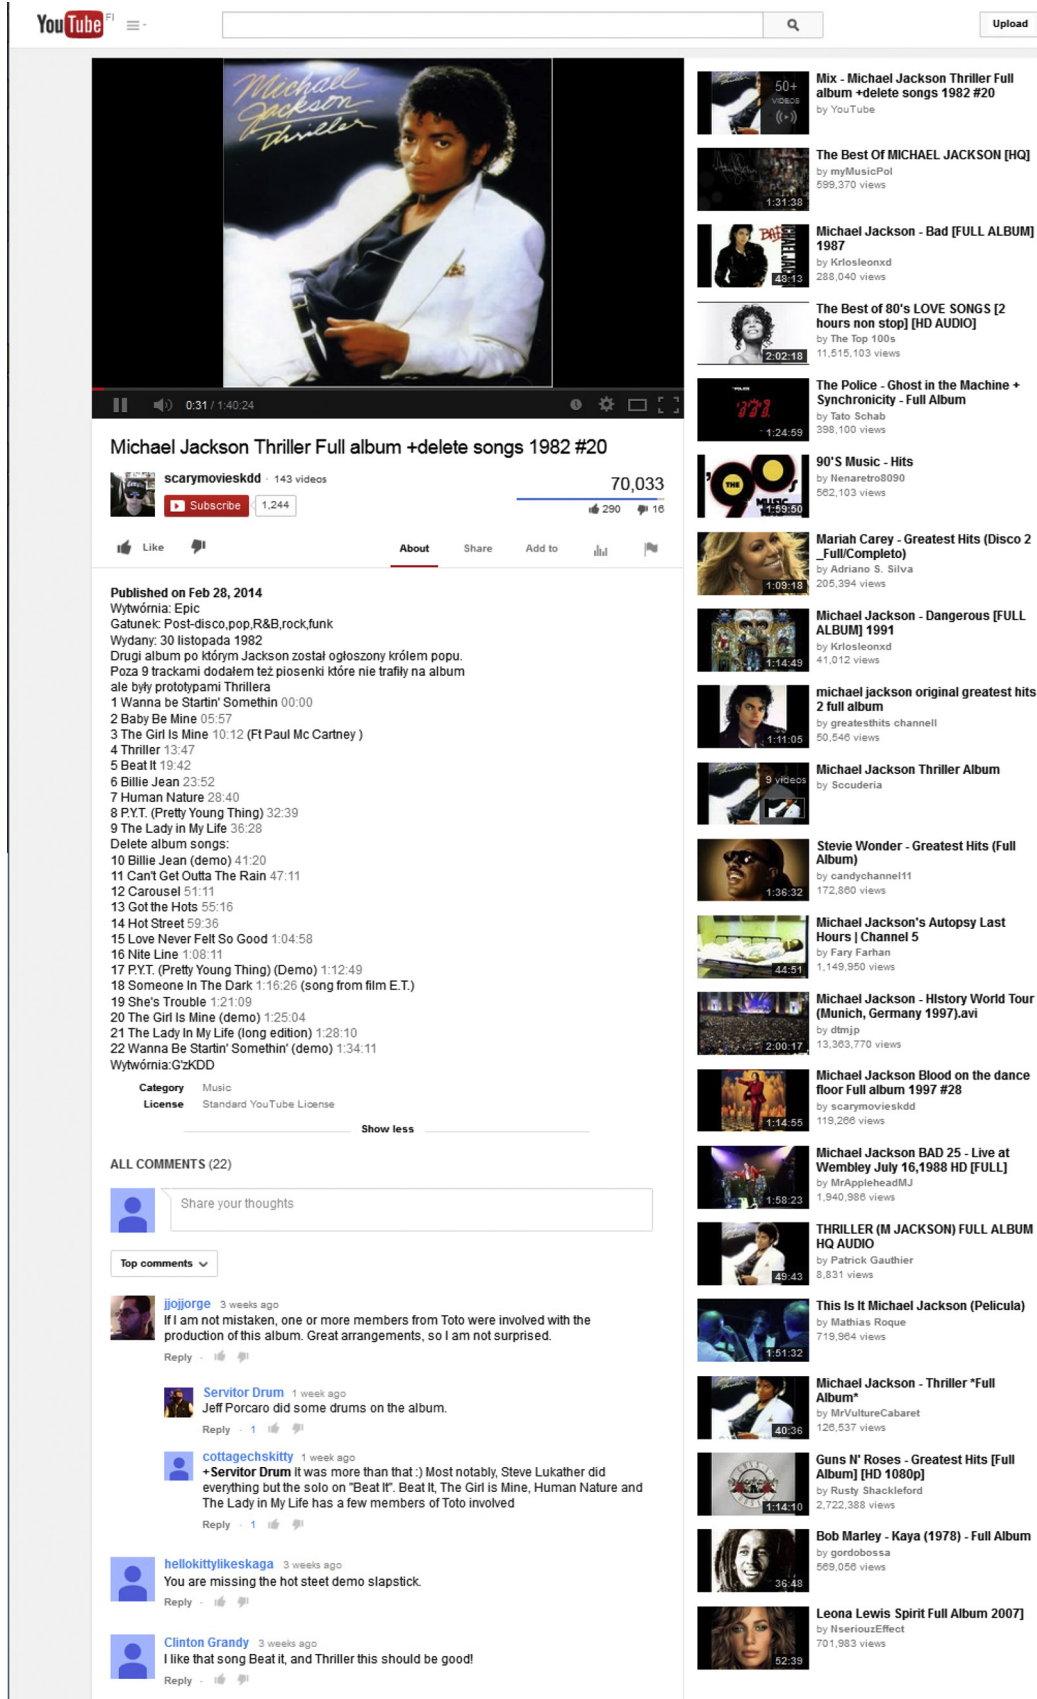 YouTube FI
Upload
Michael
Jackson
Thriller
0:31 / 1:40:24
Michael Jackson Thriller Full album +delete songs 1982 #20
scarymovieskdd · 143 videos
Subscribe 1,244
70,033
290 16
Like
About Share Add to
Published on Feb 28, 2014
Wytwórnia: Epic
Gatunek: Post-disco,pop,R&B,rock,funk
Wydany: 30 listopada 1982
Drugi album po którym Jackson został ogłoszony królem popu.
Poza 9 trackami dodałem też piosenki które nie trafiły na album
ale były prototypami Thrillera
1 Wanna be Startin' Somethin 00:00
2 Baby Be Mine 05:57
3 The Girl Is Mine 10:12 (Ft Paul Mc Cartney )
4 Thriller 13:47
5 Beat It 19:42
6 Billie Jean 23:52
7 Human Nature 28:40
8 P.Y.T. (Pretty Young Thing) 32:39
9 The Lady in My Life 36:28
Delete album songs:
10 Billie Jean (demo) 41:20
11 Can't Get Outta The Rain 47:11
12 Carousel 51:11
13 Got the Hots 55:16
14 Hot Street 59:36
15 Love Never Felt So Good 1:04:58
16 Nite Line 1:08:11
17 P.Y.T. (Pretty Young Thing) (Demo) 1:12:49
18 Someone In The Dark 1:16:26 (song from film E.T.)
19 She's Trouble 1:21:09
20 The Girl Is Mine (demo) 1:25:04
21 The Lady In My Life (long edition) 1:28:10
22 Wanna Be Startin' Somethin' (demo) 1:34:11
Wytwórnia:G'zKDD
Category Music
License Standard YouTube License
Show less
ALL COMMENTS (22)
Share your thoughts
Top comments
jjojjorge 3 weeks ago
If I am not mistaken, one or more members from Toto were involved with the
production of this album. Great arrangements, so I am not surprised.
Reply ·
Servitor Drum 1 week ago
Jeff Porcaro did some drums on the album.
Reply · 1
cottagechskitty 1 week ago
+Servitor Drum It was more than that :) Most notably, Steve Lukather did
everything but the solo on "Beat It". Beat It, The Girl is Mine, Human Nature and
The Lady in My Life has a few members of Toto involved
Reply · 1
hellokittylikeskaga 3 weeks ago
You are missing the hot steet demo slapstick.
Reply ·
Clinton Grandy 3 weeks ago
I like that song Beat it, and Thriller this should be good!
Reply ·
50+
VIDEOS
Mix - Michael Jackson Thriller Full
album +delete songs 1982 #20
by YouTube
1:31:38
The Best Of MICHAEL JACKSON [HQ]
by myMusicPol
599,370 views
BAD
48:13
Michael Jackson - Bad [FULL ALBUM]
1987
by Krlosleonxd
288,040 views
2:02:18
The Best of 80's LOVE SONGS [2
hours non stop] [HD AUDIO]
by The Top 100s
11,515,103 views
1:24:59
The Police - Ghost in the Machine +
Synchronicity - Full Album
by Tato Schab
398,100 views
THE
MUSIC
1:59:50
90'S Music - Hits
by Nenaretro8090
562,103 views
1:09:18
Mariah Carey - Greatest Hits (Disco 2
_Full/Completo)
by Adriano S. Silva
205,394 views
1:14:49
Michael Jackson - Dangerous [FULL
ALBUM] 1991
by Krlosleonxd
41,012 views
1:11:05
michael jackson original greatest hits
2 full album
by greatesthits channell
50,546 views
9 videos
Michael Jackson Thriller Album
by Sccuderia
1:36:32
Stevie Wonder - Greatest Hits (Full
Album)
by candychannel11
172,860 views
44:51
Michael Jackson's Autopsy Last
Hours | Channel 5
by Fary Farhan
1,149,950 views
2:00:17
Michael Jackson - HIstory World Tour
(Munich, Germany 1997).avi
by dtmjp
13,363,770 views
1:14:55
Michael Jackson Blood on the dance
floor Full album 1997 #28
by scarymovieskdd
119,266 views
1:58:23
Michael Jackson BAD 25 - Live at
Wembley July 16,1988 HD [FULL]
by MrAppleheadMJ
1,940,986 views
49:43
THRILLER (M JACKSON) FULL ALBUM
HQ AUDIO
by Patrick Gauthier
8,831 views
1:51:32
This Is It Michael Jackson (Pelicula)
by Mathias Roque
719,964 views
40:36
Michael Jackson - Thriller *Full
Album*
by MrVultureCabaret
126,537 views
1:14:10
Guns N' Roses - Greatest Hits [Full
Album] [HD 1080p]
by Rusty Shackleford
2,722,388 views
36:48
Bob Marley - Kaya (1978) - Full Album
by gordobossa
569,056 views
52:39
Leona Lewis Spirit Full Album 2007]
by NseriouzEffect
701,983 views